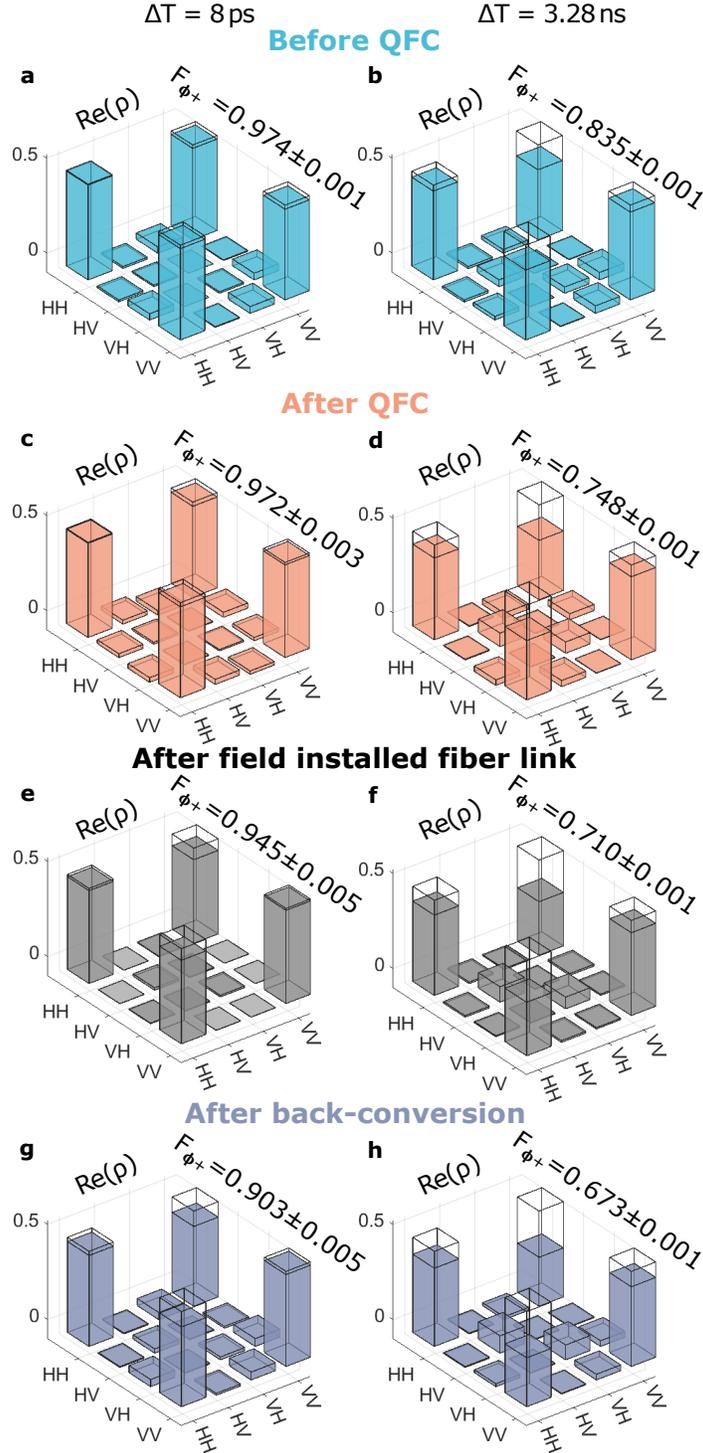 ΔT = 8 ps ΔT = 3.28 ns
Before QFC
a b
Re(ρ) F_ϕ+ =0.974±0.001 Re(ρ) F_ϕ+ =0.835±0.001
0.5 0.5
0 0
HH HV VH VV HH HV VH VV HH HV VH VV HH HV VH VV
After QFC
c d
Re(ρ) F_ϕ+ =0.972±0.003 Re(ρ) F_ϕ+ =0.748±0.001
0.5 0.5
0 0
HH HV VH VV HH HV VH VV HH HV VH VV HH HV VH VV
After field installed fiber link
e f
Re(ρ) F_ϕ+ =0.945±0.005 Re(ρ) F_ϕ+ =0.710±0.001
0.5 0.5
0 0
HH HV VH VV HH HV VH VV HH HV VH VV HH HV VH VV
After back-conversion
g h
Re(ρ) F_ϕ+ =0.903±0.005 Re(ρ) F_ϕ+ =0.673±0.001
0.5 0.5
0 0
HH HV VH VV HH HV VH VV HH HV VH VV HH HV VH VV